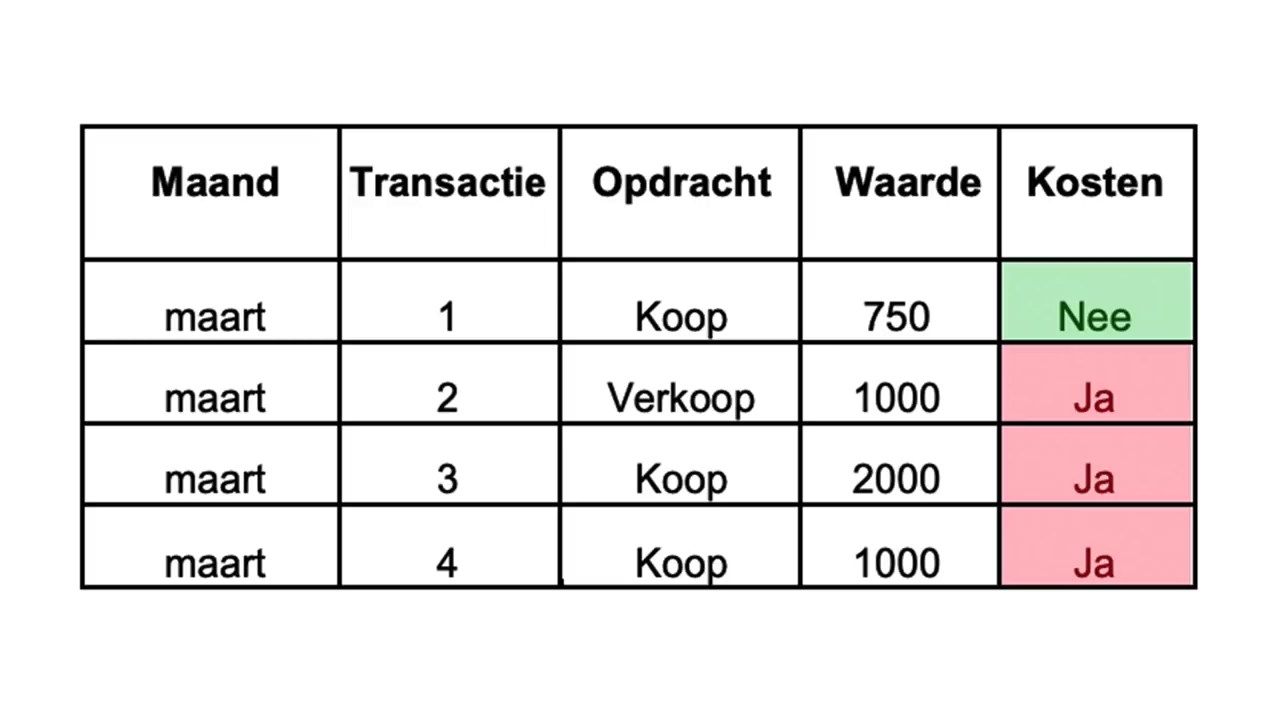 Maand Transactie Opdracht Waarde Kosten
maart 1 Koop 750 Nee
maart 2 Verkoop 1000 Ja
maart 3 Koop 2000 Ja
maart 4 Koop 1000 Ja